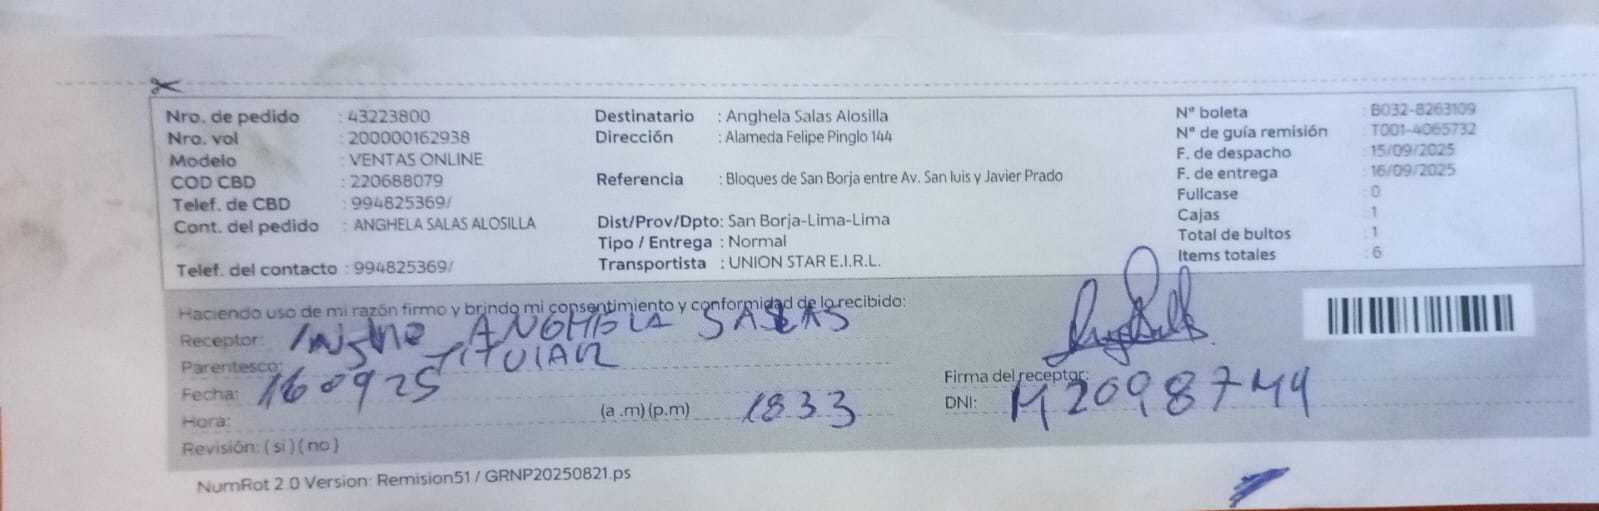 Nro. de pedido : 43223800
Nro. vol : 200000162938
Modelo : VENTAS ONLINE
COD CBD : 220688079
Telef. de CBD : 994825369/
Cont. del pedido : ANGHELA SALAS ALOSILLA
Telef. del contacto : 994825369/
Destinatario : Anghela Salas Alosilla
Dirección : Alameda Felipe Pinglo 144
Referencia : Bloques de San Borja entre Av. San luis y Javier Prado
Dist/Prov/Dpto: San Borja-Lima-Lima
Tipo / Entrega : Normal
Transportista : UNION STAR E.I.R.L.
N° boleta : B032-8263109
N° de guía remisión : T001-4065732
F. de despacho : 15/09/2025
F. de entrega : 16/09/2025
Fullcase : 0
Cajas : 1
Total de bultos : 1
Items totales : 6
Haciendo uso de mi razón firmo y brindo mi consentimiento y conformidad de lo recibido:
Receptor: ANGHELA SALAS
Parentesco: TITULAR
Fecha: 160925
Hora: (a .m) (p.m) 1833
Revisión: ( si ) ( no )
Firma del receptor:
DNI:
NumRot 2.0 Version: Remision51 / GRNP20250821.ps